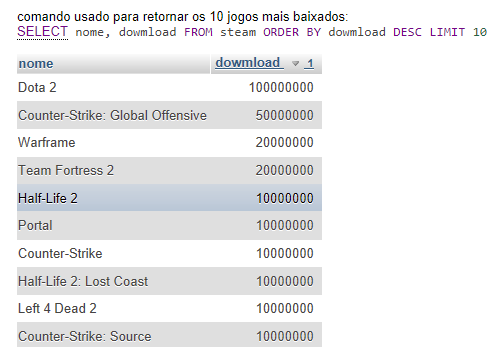 comando usado para retornar os 10 jogos mais baixados:
SELECT nome, dowmload FROM steam ORDER BY dowmload DESC LIMIT 10
nome dowmload 1
Dota 2 100000000
Counter-Strike: Global Offensive 50000000
Warframe 20000000
Team Fortress 2 20000000
Half-Life 2 10000000
Portal 10000000
Counter-Strike 10000000
Half-Life 2: Lost Coast 10000000
Left 4 Dead 2 10000000
Counter-Strike: Source 10000000